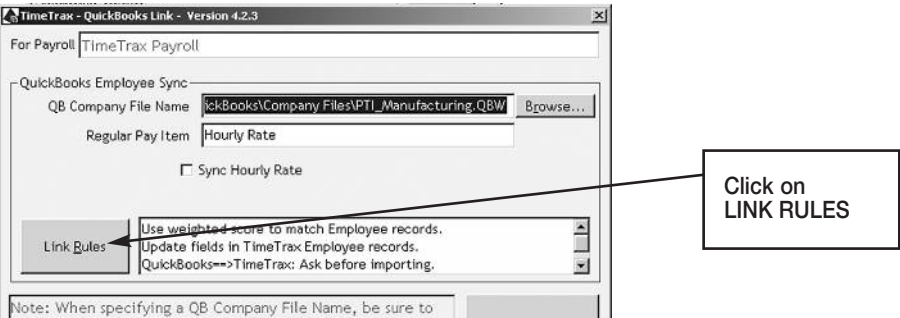 TimeTrax - QuickBooks Link - Version 4.2.3
For Payroll TimeTrax Payroll
QuickBooks Employee Sync
QB Company File Name ickBooks\Company Files\PTI_Manufacturing.QBW Browse...
Regular Pay Item Hourly Rate
Sync Hourly Rate
Click on
LINK RULES
Link Rules
Use weighted score to match Employee records.
Update fields in TimeTrax Employee records.
QuickBooks==>TimeTrax: Ask before importing.
Note: When specifying a QB Company File Name, be sure to